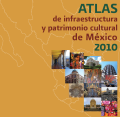 ATLAS
de infraestructura
y patrimonio cultural
de México
2010